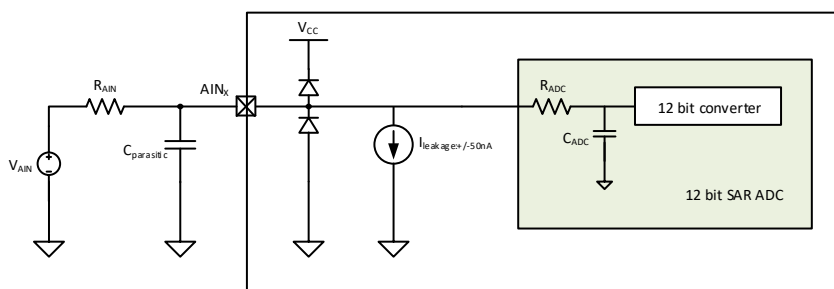 VCC
RAIN
AINX
RADC
12 bit converter
Cparasitic
Ileakage:+/-50nA
CADC
VAIN
12 bit SAR ADC